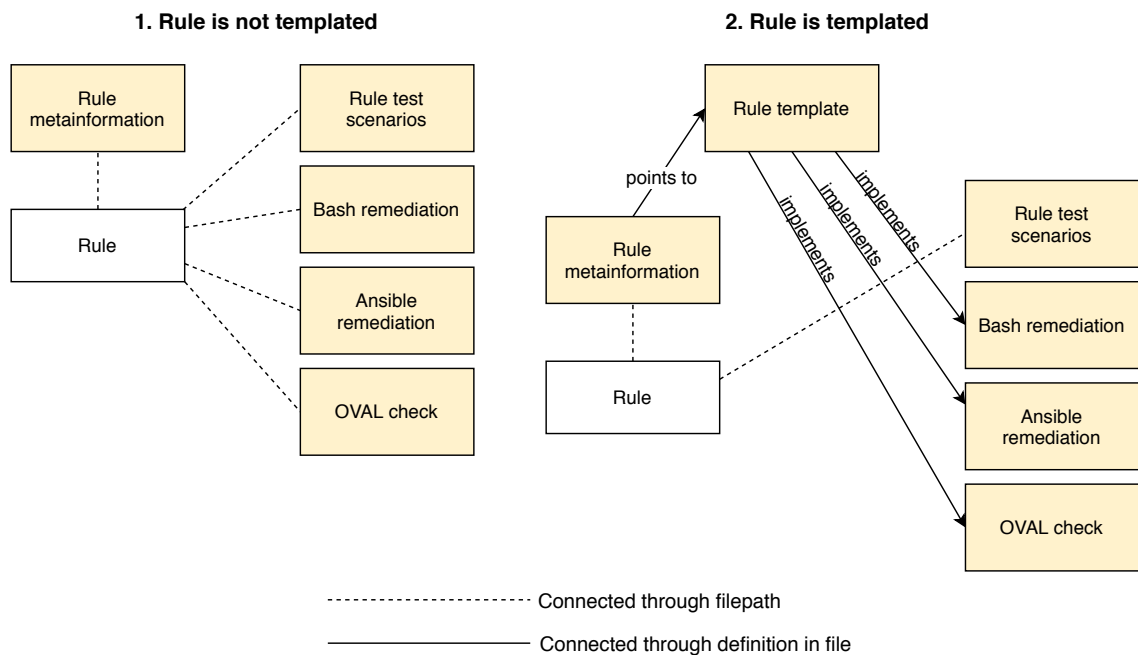 1. Rule is not templated
Rule
metainformation
Rule test
scenarios
Bash remediation
Rule
Ansible
remediation
OVAL check
2. Rule is templated
Rule template
points to
implements
implements
implements
Rule
metainformation
Rule test
scenarios
Bash remediation
Rule
Ansible
remediation
OVAL check
Connected through filepath
Connected through definition in file